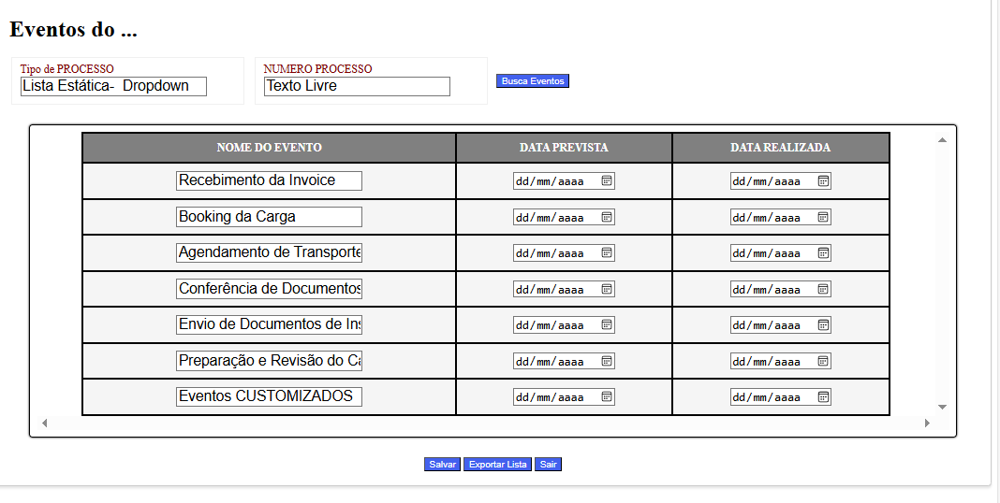 Eventos do ...
Tipo de PROCESSO
Lista Estática- Dropdown
NUMERO PROCESSO
Texto Livre
Busca Eventos
NOME DO EVENTO DATA PREVISTA DATA REALIZADA
Recebimento da Invoice dd/mm/aaaa dd/mm/aaaa
Booking da Carga dd/mm/aaaa dd/mm/aaaa
Agendamento de Transporte dd/mm/aaaa dd/mm/aaaa
Conferência de Documentos dd/mm/aaaa dd/mm/aaaa
Envio de Documentos de dd/mm/aaaa dd/mm/aaaa
Preparação e Revisão do dd/mm/aaaa dd/mm/aaaa
Eventos CUSTOMIZADOS dd/mm/aaaa dd/mm/aaaa
Salvar Exportar Lista Sair